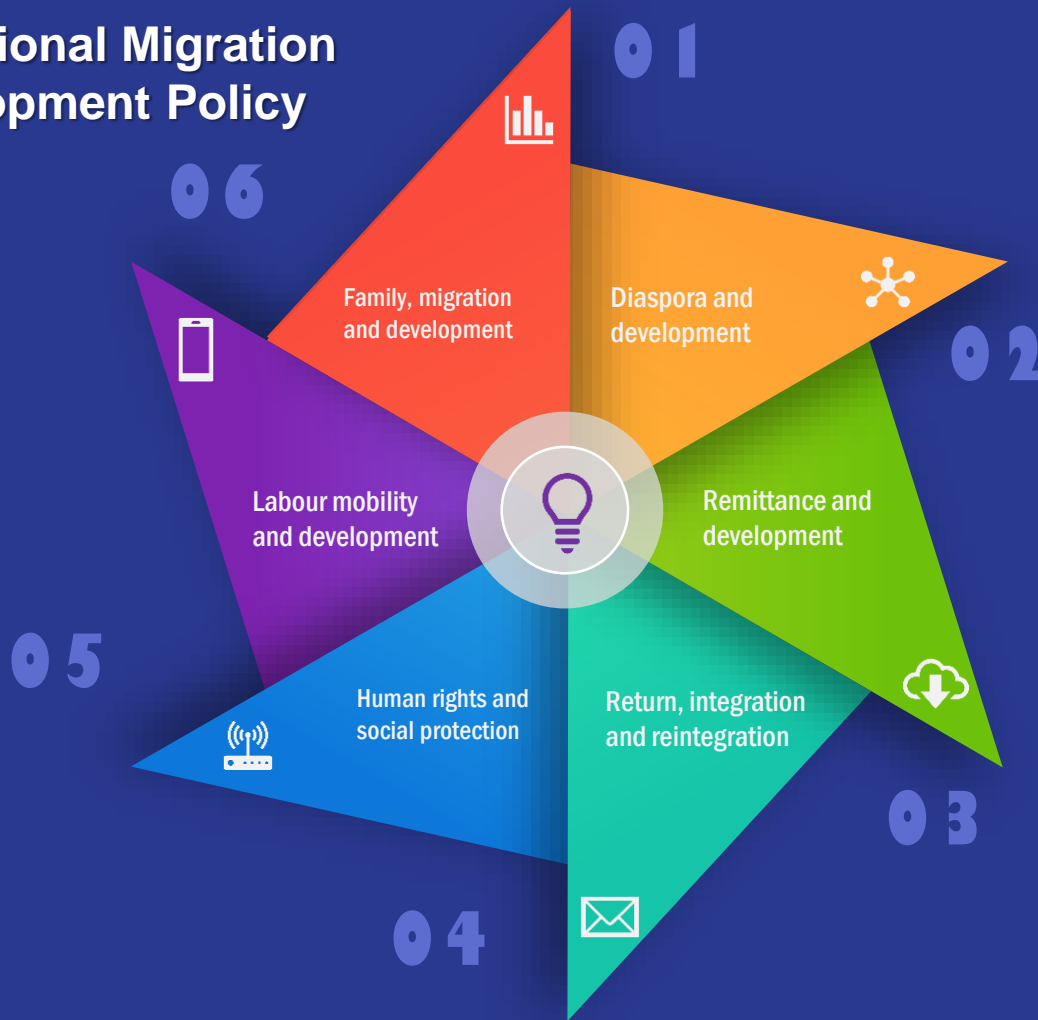 ional Migration
opment Policy
01
Family, migration
and development
Diaspora and
development
02
Remittance and
development
03
Return, integration
and reintegration
04
Human rights and
social protection
05
Labour mobility
and development
06